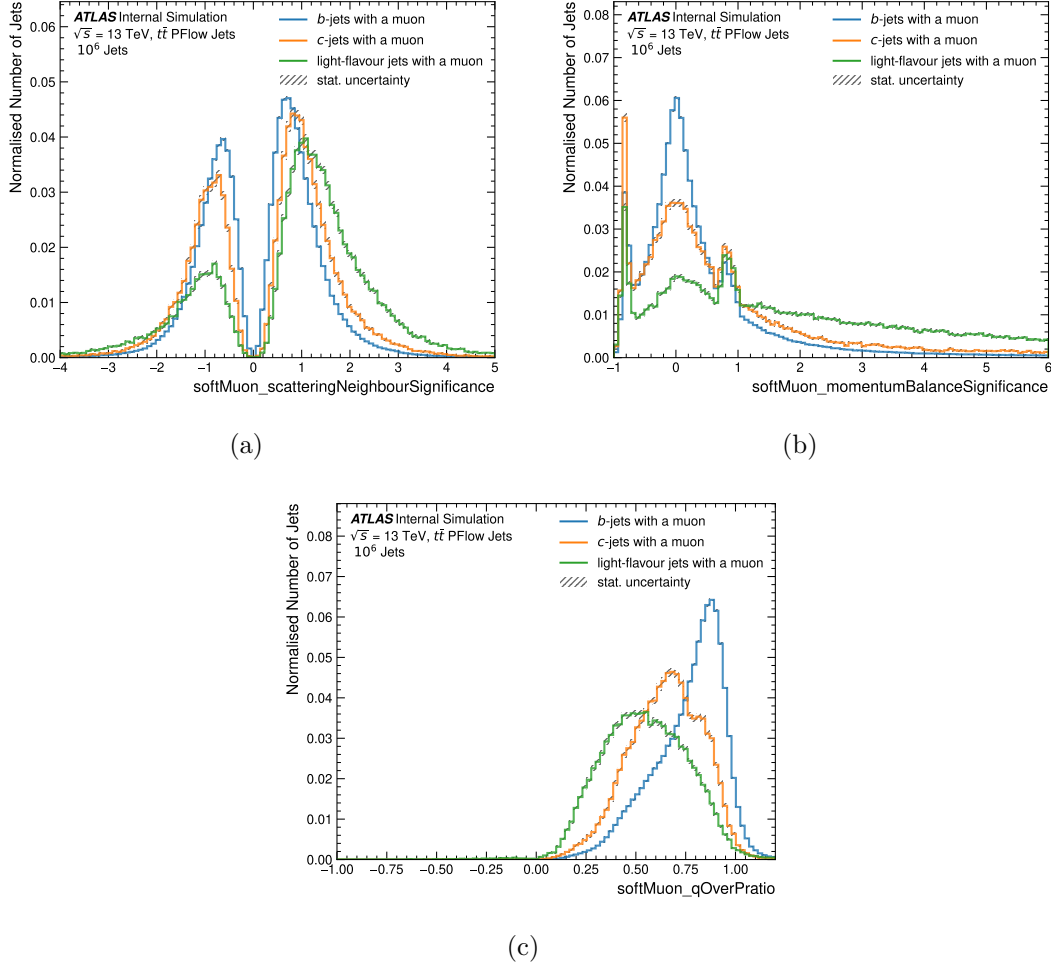 ATLAS Internal Simulation
√s = 13 TeV, tt̄ PFlow Jets
10⁶ Jets
b-jets with a muon
c-jets with a muon
light-flavour jets with a muon
stat. uncertainty
Normalised Number of Jets
0.06
0.05
0.04
0.03
0.02
0.01
0.00
−4 −3 −2 −1 0 1 2 3 4 5
softMuon_scatteringNeighbourSignificance
(a)
ATLAS Internal Simulation
√s = 13 TeV, tt̄ PFlow Jets
10⁶ Jets
b-jets with a muon
c-jets with a muon
light-flavour jets with a muon
stat. uncertainty
Normalised Number of Jets
0.08
0.07
0.06
0.05
0.04
0.03
0.02
0.01
0.00
−1 0 1 2 3 4 5 6
softMuon_momentumBalanceSignificance
(b)
ATLAS Internal Simulation
√s = 13 TeV, tt̄ PFlow Jets
10⁶ Jets
b-jets with a muon
c-jets with a muon
light-flavour jets with a muon
stat. uncertainty
Normalised Number of Jets
0.08
0.07
0.06
0.05
0.04
0.03
0.02
0.01
0.00
−1.00 −0.75 −0.50 −0.25 0.00 0.25 0.50 0.75 1.00
softMuon_qOverPratio
(c)